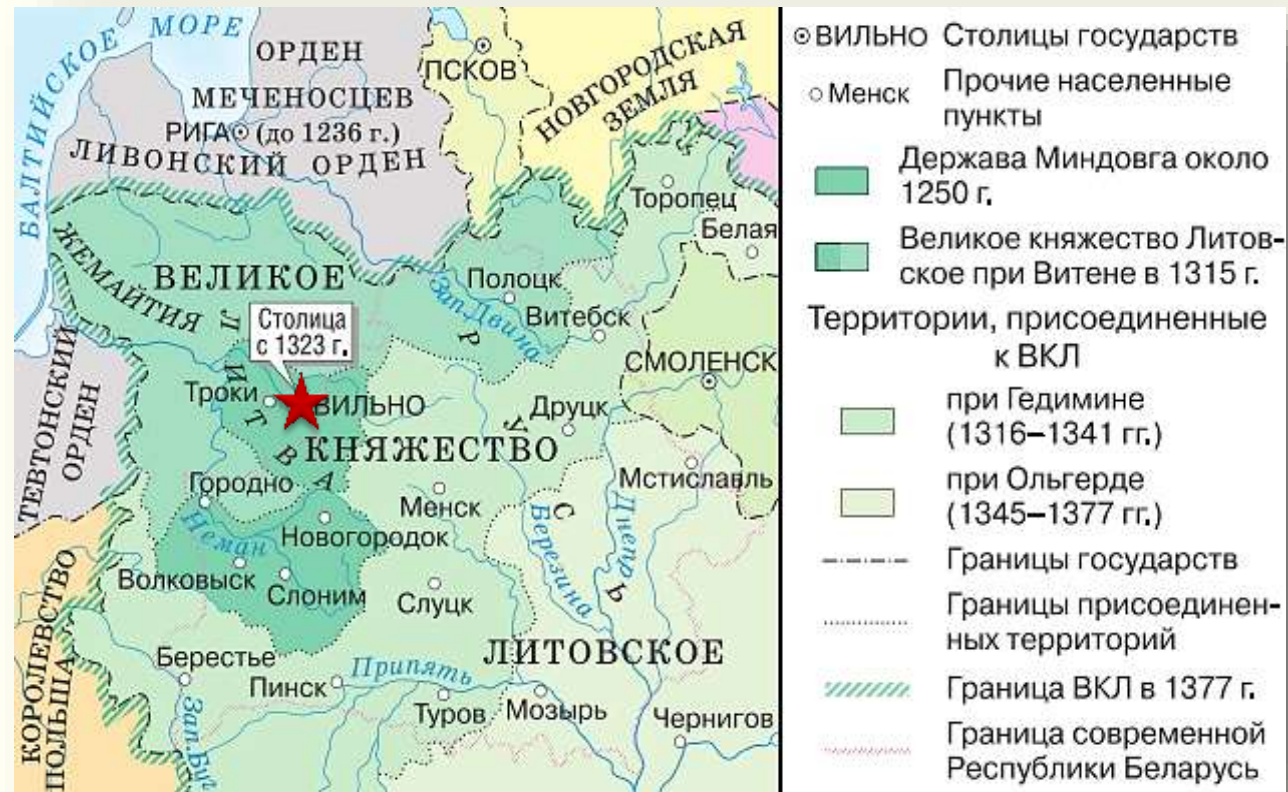 БАЛТИЙСКОЕ МОРЕ
ОРДЕН
МЕЧЕНОСЦЕВ
РИГА (до 1236 г.)
ЛИВОНСКИЙ ОРДЕН
ПСКОВ
НОВГОРОДСКАЯ
ЗЕМЛЯ
Торопец
Белая
ЖЕМАЙТИЯ
ВЕЛИКОЕ
Полоцк
Зап.Двина
Витебск
ЛИТВА
Столица
с 1323 г.
РУСЬ
СМОЛЕНСК
Троки
ВИЛЬНО
Друцк
ТЕВТОНСКИЙ
ОРДЕН
КНЯЖЕСТВО
Мстиславль
Городно
Менск
Неман
Новогородок
Березина
Днепр
Волковыск
Слоним
Слуцк
КОРОЛЕВСТВО
ПОЛЬША
ЛИТОВСКОЕ
Берестье
Припять
Пинск
Туров
Мозырь
Чернигов
Зап.Буг
ВИЛЬНО Столицы государств
Менск Прочие населенные
пункты
Держава Миндовга около
1250 г.
Великое княжество Литов-
ское при Витене в 1315 г.
Территории, присоединенные
к ВКЛ
при Гедимине
(1316–1341 гг.)
при Ольгерде
(1345–1377 гг.)
Границы государств
Границы присоединен-
ных территорий
Граница ВКЛ в 1377 г.
Граница современной
Республики Беларусь